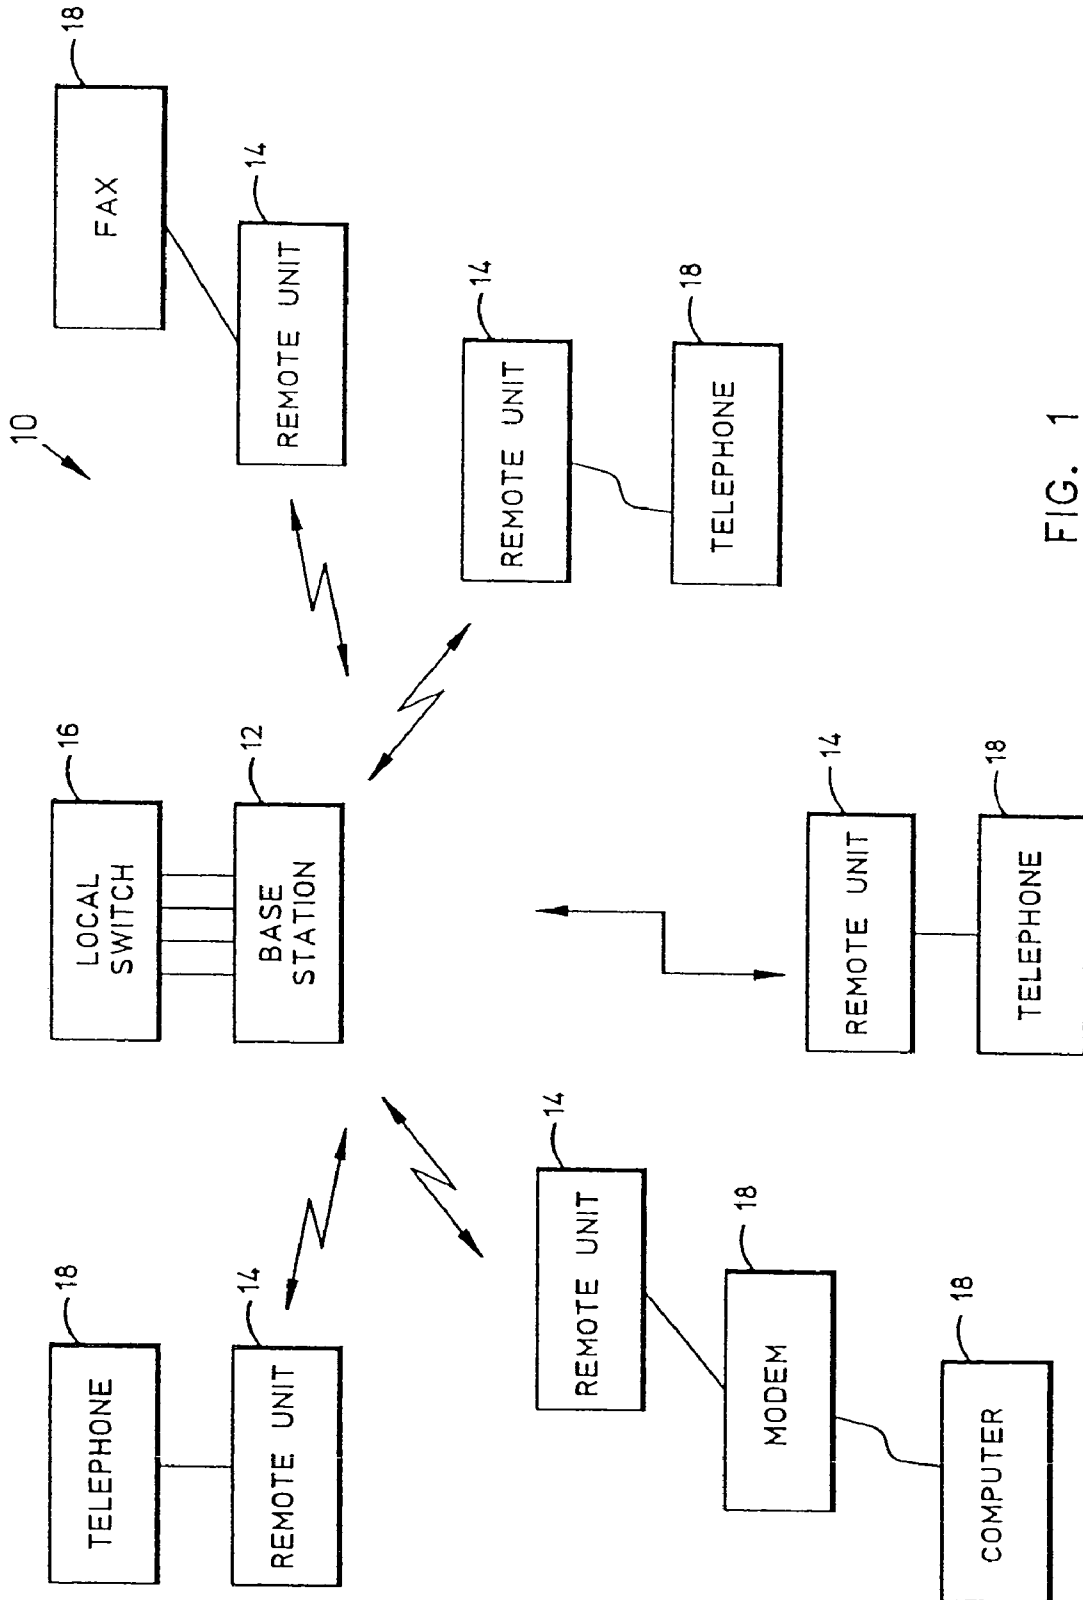 10
18
TELEPHONE
14
REMOTE UNIT
16
LOCAL
SWITCH
12
BASE
STATION
18
FAX
14
REMOTE UNIT
14
REMOTE UNIT
18
MODEM
18
COMPUTER
14
REMOTE UNIT
18
TELEPHONE
14
REMOTE UNIT
18
TELEPHONE
FIG. 1